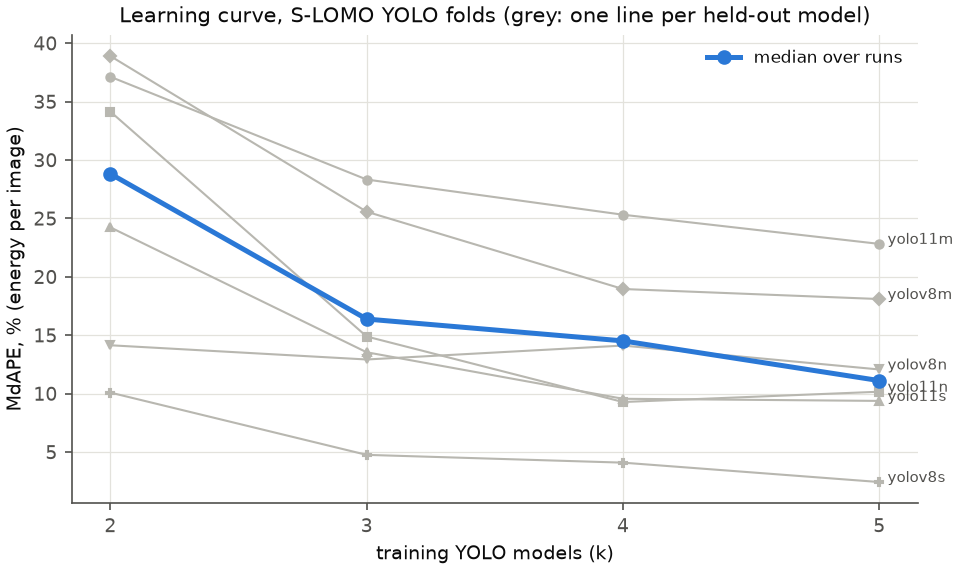 Learning curve, S-LOMO YOLO folds (grey: one line per held-out model)
median over runs
MdAPE, % (energy per image)
40
35
30
25
20
15
10
5
yolo11m
yolov8m
yolov8n
yolo11n
yolo11s
yolov8s
2 3 4 5
training YOLO models (k)